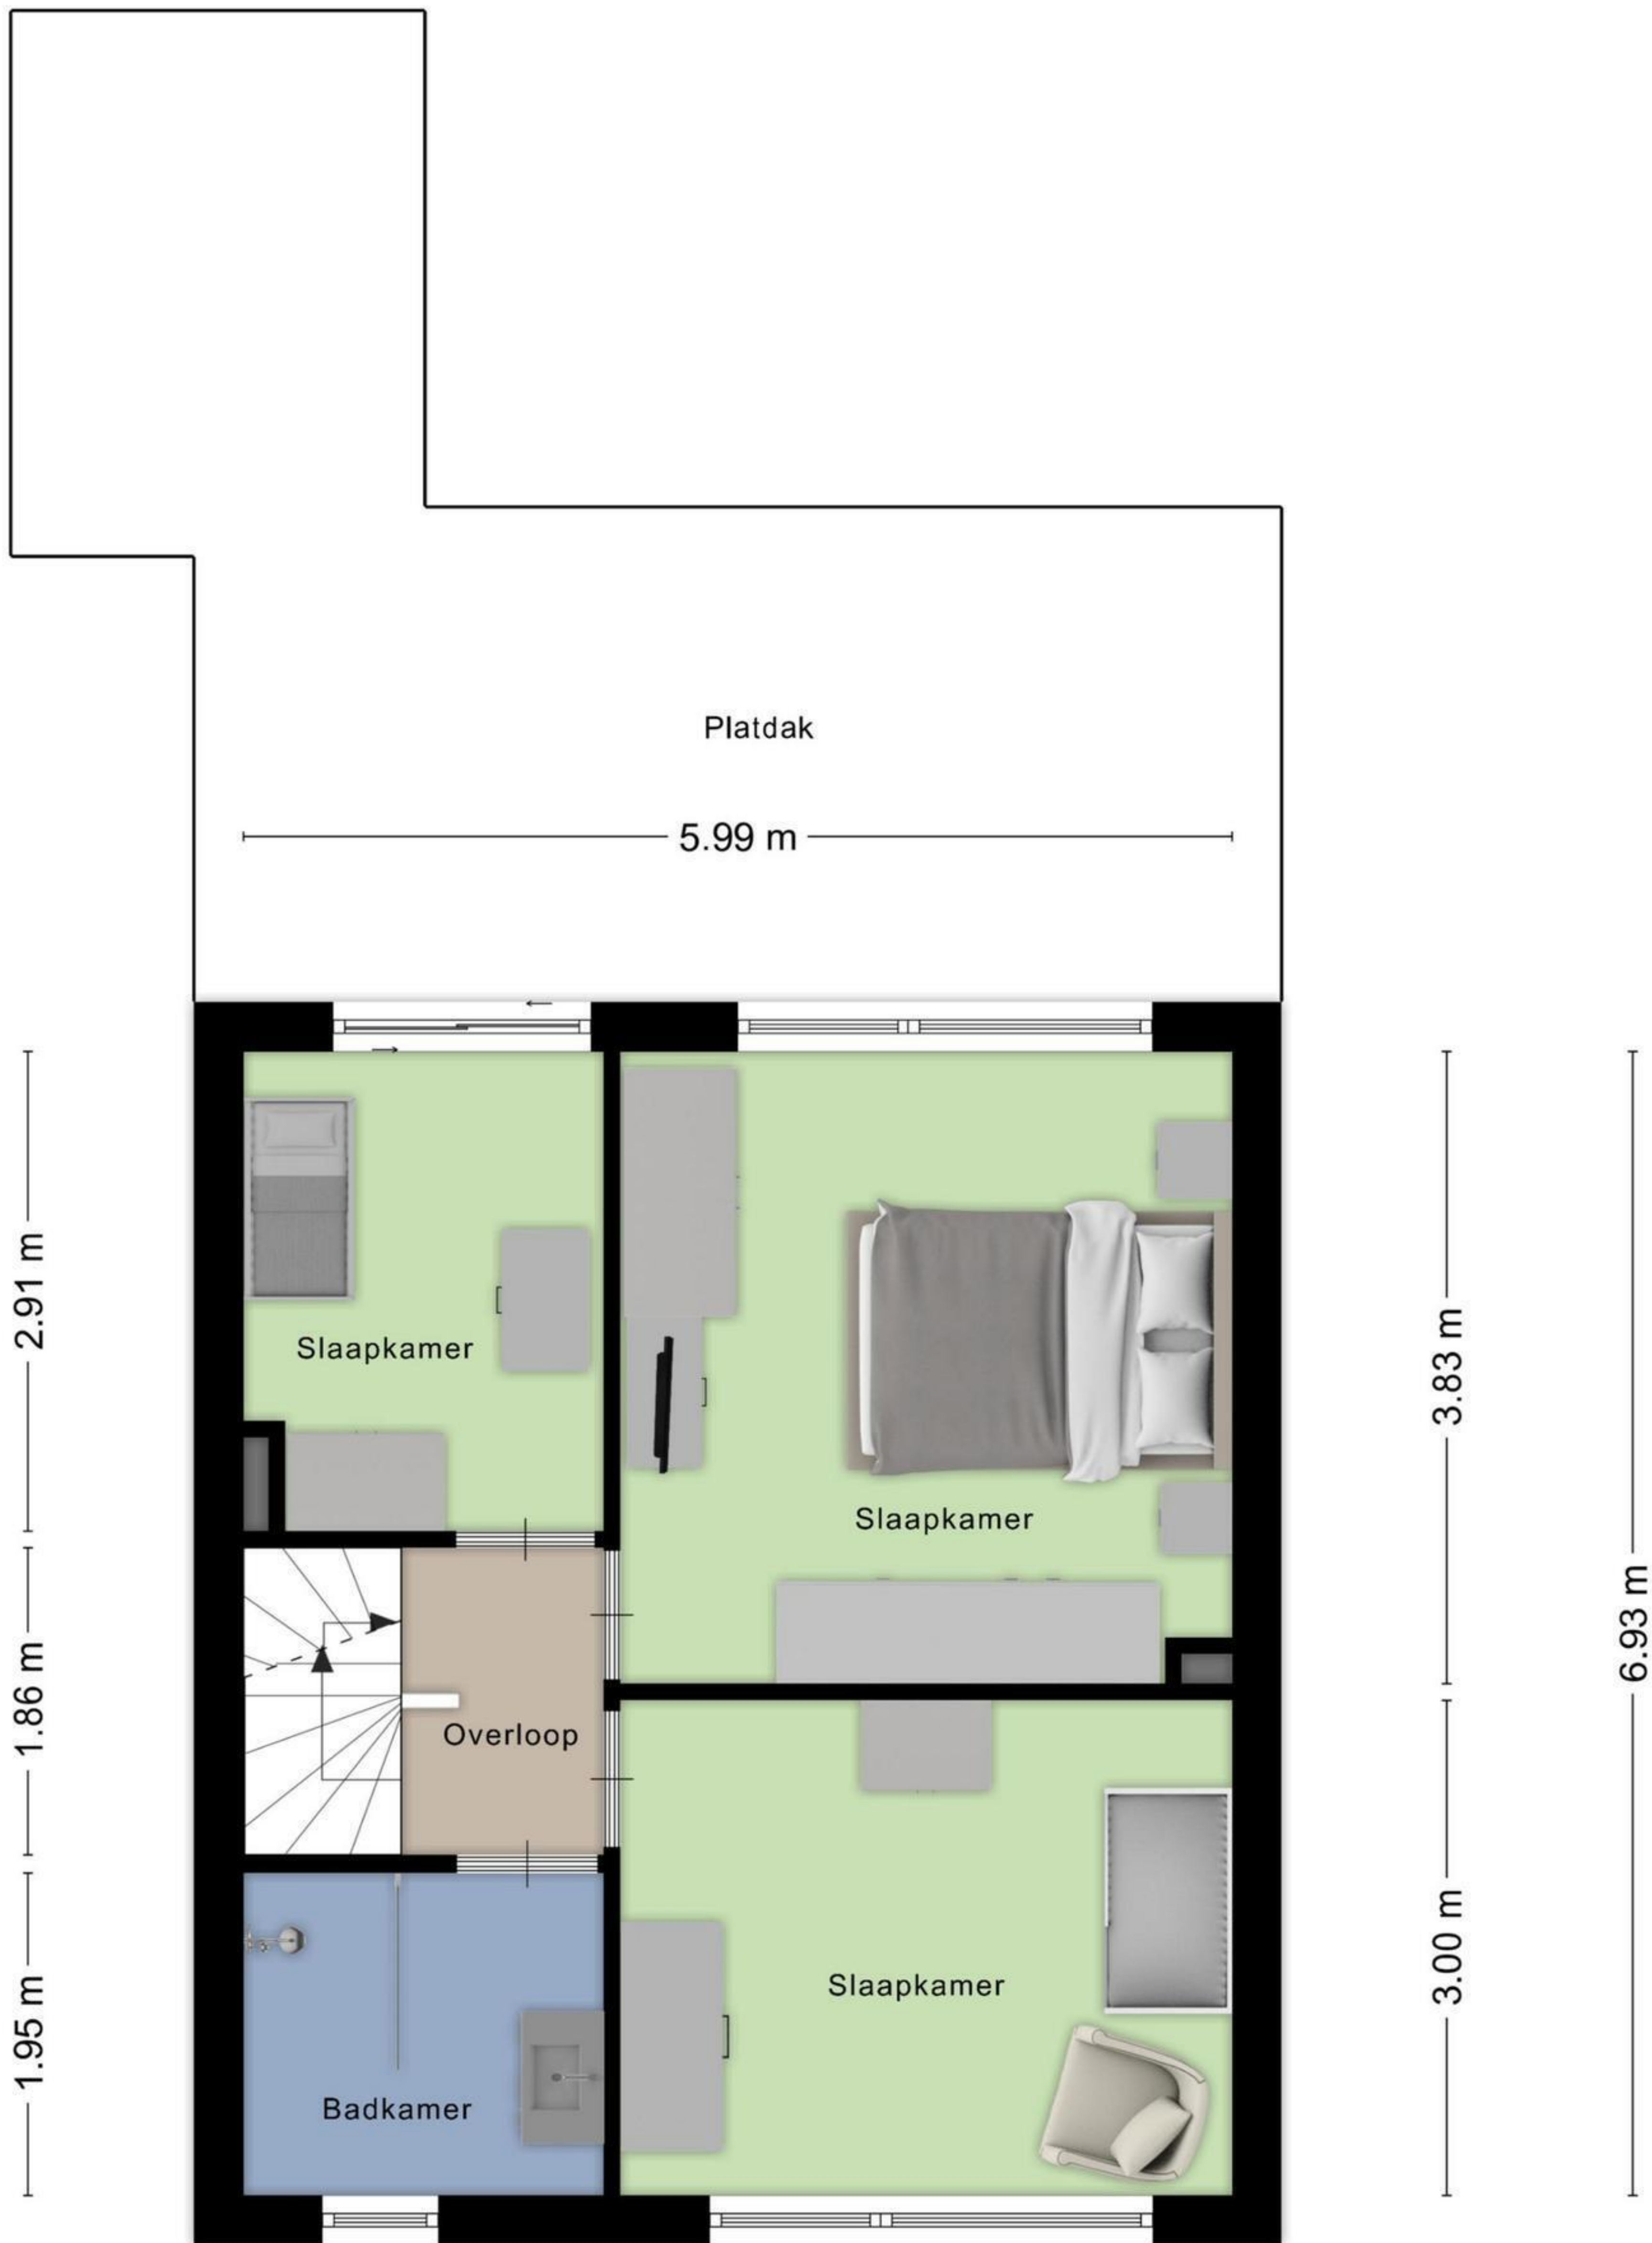 Platdak
5.99 m
2.91 m
Slaapkamer
3.83 m
Slaapkamer
6.93 m
1.86 m
Overloop
3.00 m
Slaapkamer
1.95 m
Badkamer